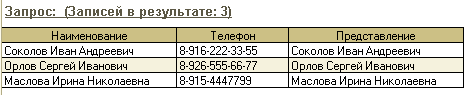 Запрос: (Записей в результате: 3)
Наименование Телефон Представление
Соколов Иван Андреевич 8-916-222-33-55 Соколов Иван Андреевич
Орлов Сергей Иванович 8-926-555-66-77 Орлов Сергей Иванович
Маслова Ирина Николаевна 8-915-4447799 Маслова Ирина Николаевна